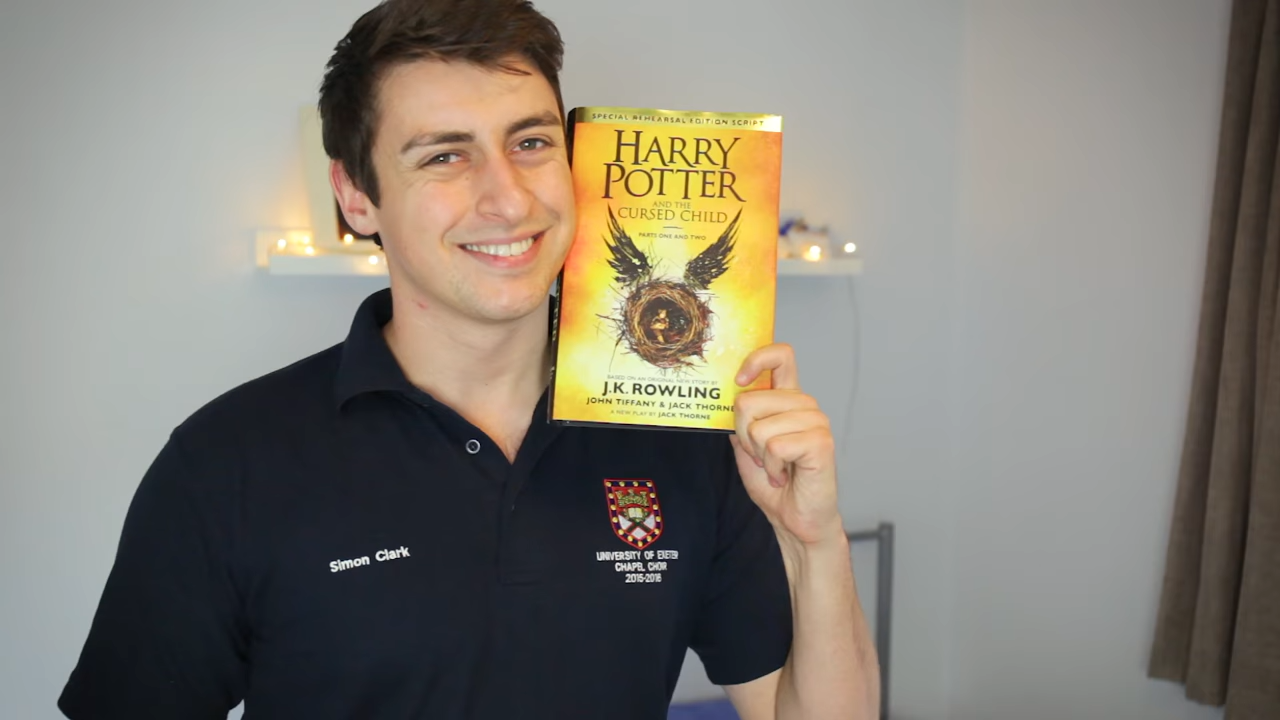 SPECIAL REHEARSAL EDITION SCRIPT
HARRY
POTTER
AND THE
CURSED CHILD
PARTS ONE AND TWO
BASED ON AN ORIGINAL NEW STORY BY
J.K. ROWLING
JOHN TIFFANY & JACK THORNE
A NEW PLAY BY JACK THORNE
Simon Clark
UNIVERSITY OF EXETER
CHAPEL CHOIR
2015-2016